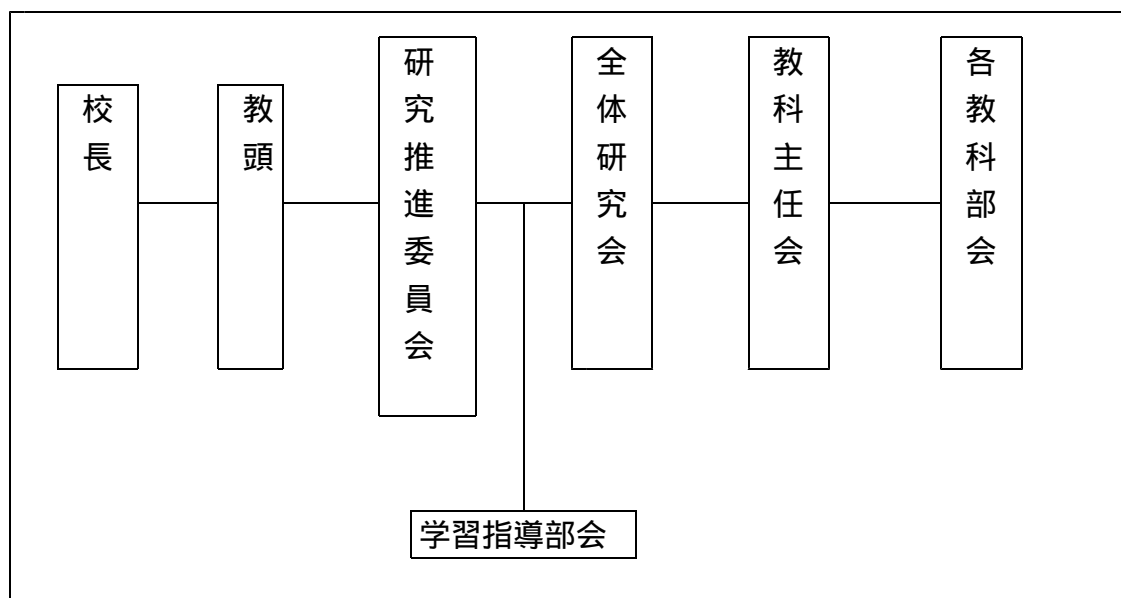 校長
教頭
研究推進委員会
全体研究会
教科主任会
各教科部会
学習指導部会